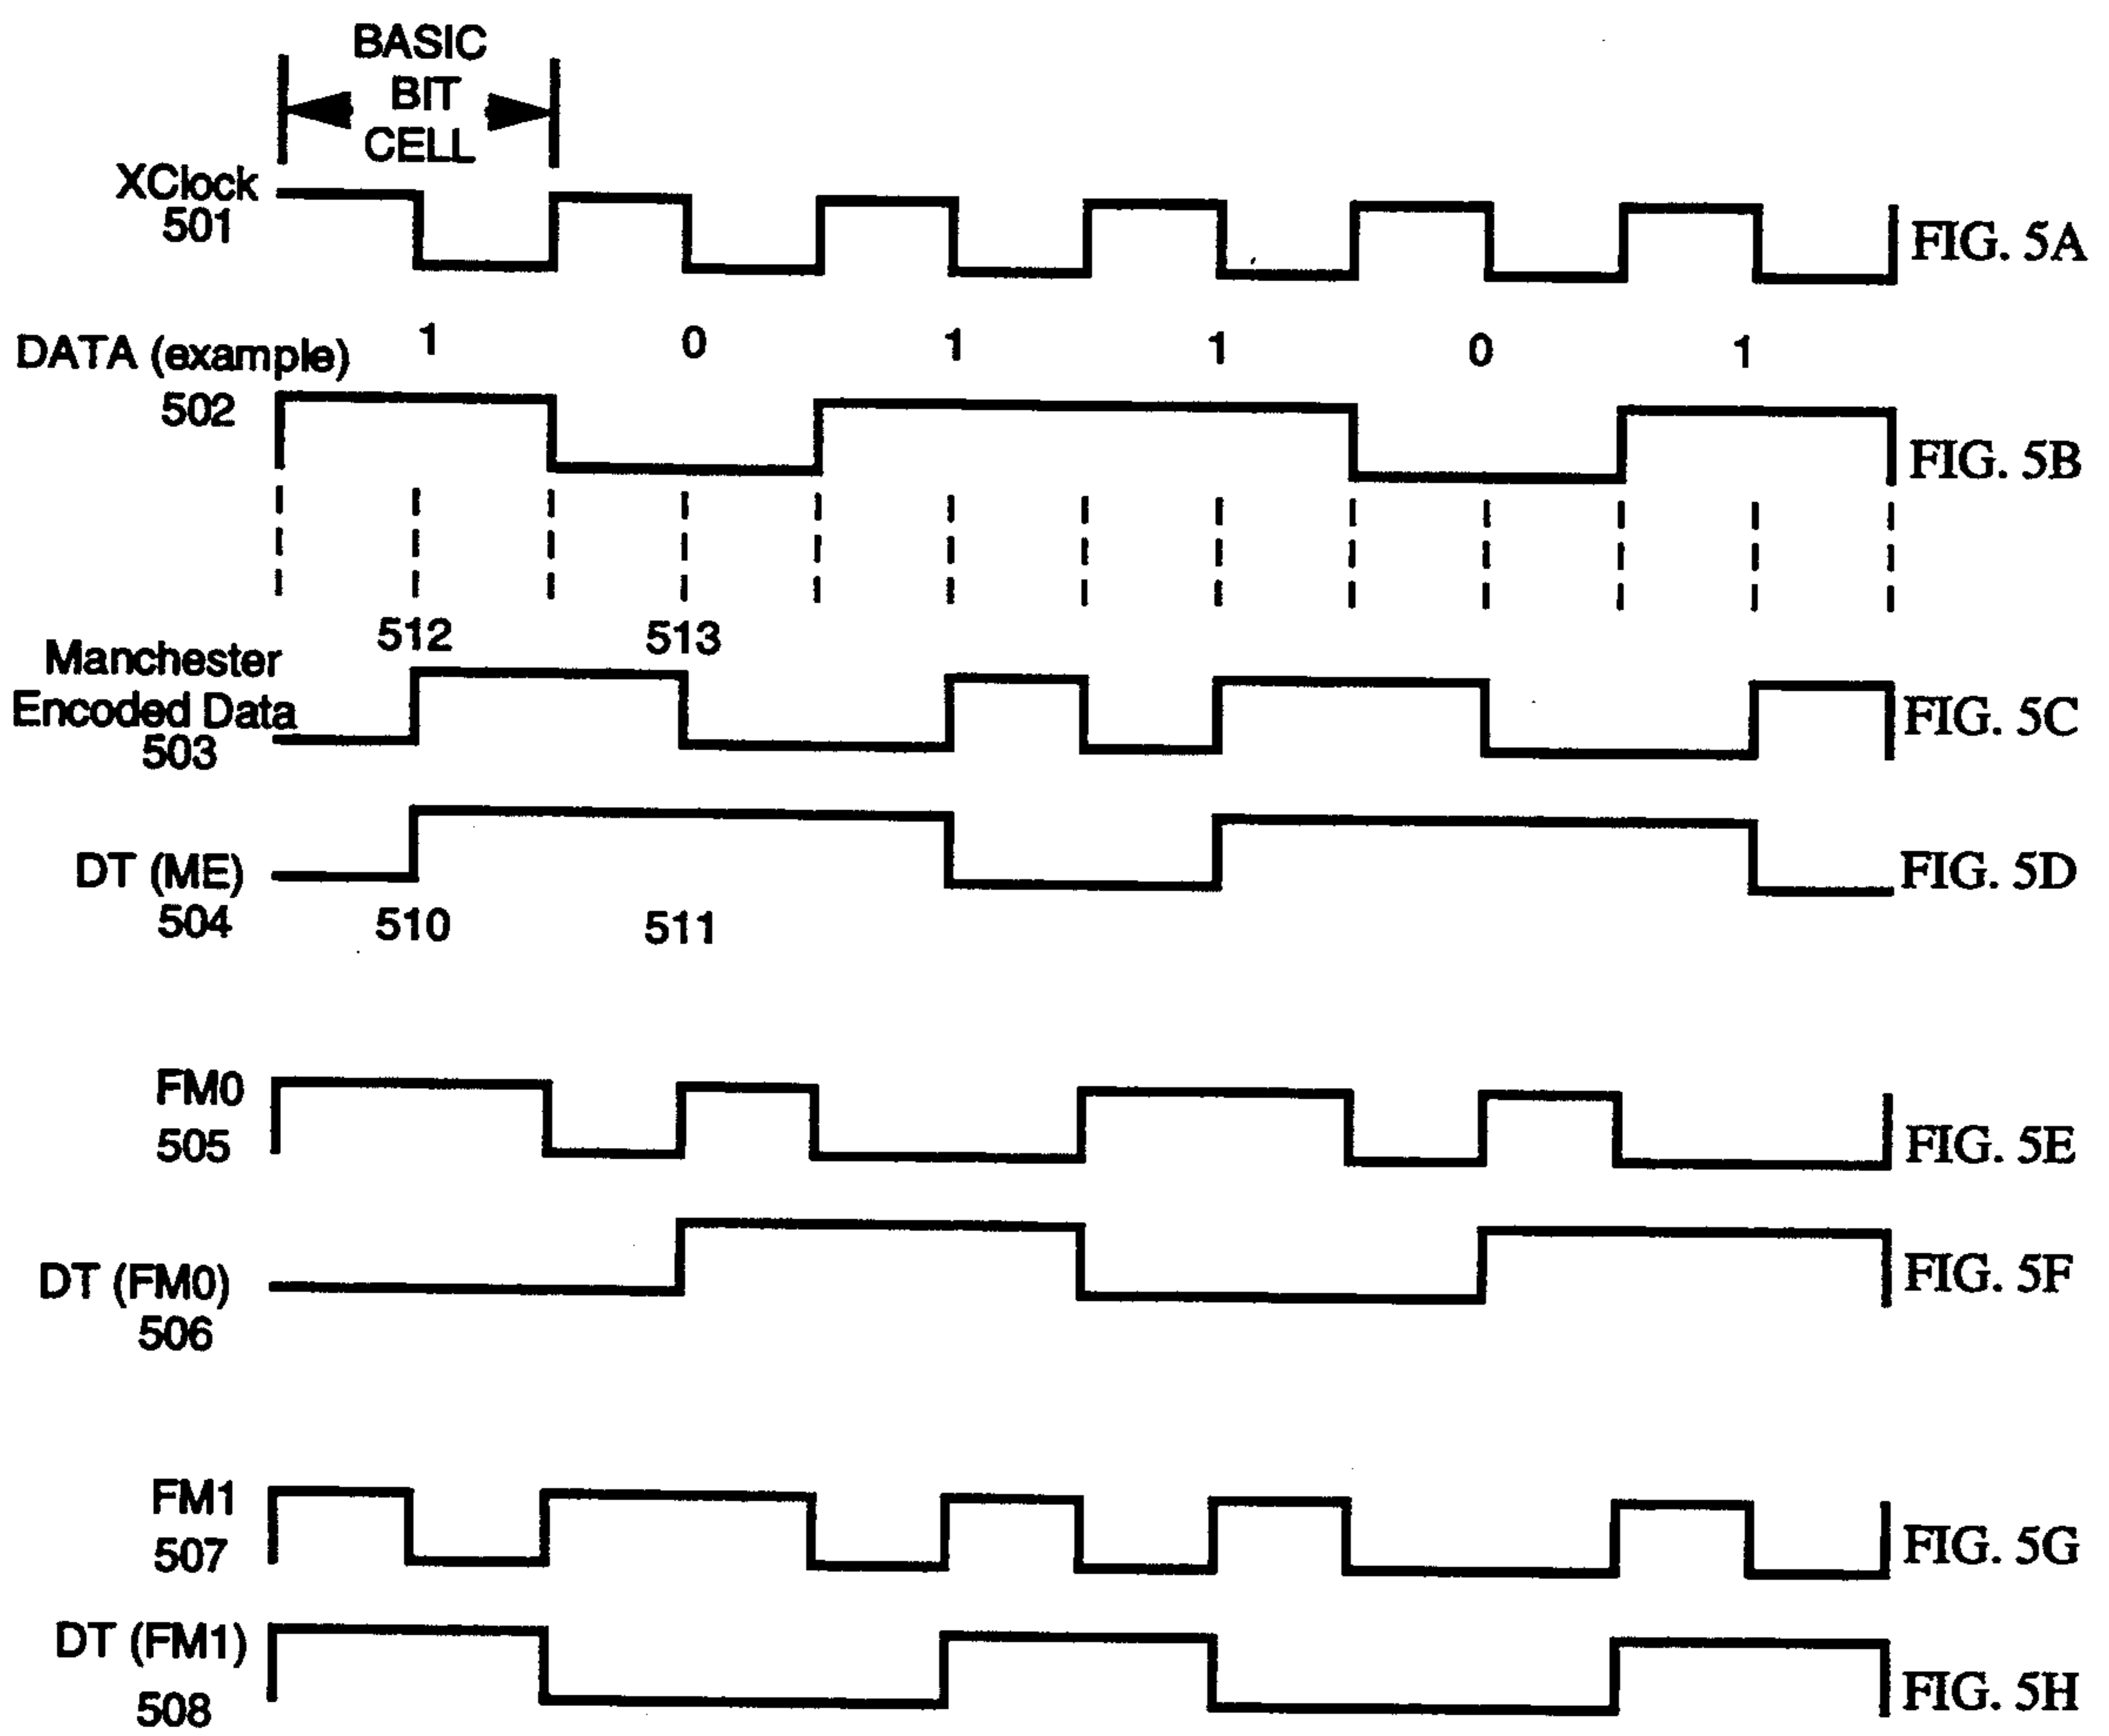 BASIC
BIT
CELL
XClock
501
FIG. 5A
1 0 1 1 0 1
DATA (example)
502
FIG. 5B
512 513
Manchester
Encoded Data
503
FIG. 5C
DT (ME)
504
FIG. 5D
510 511
FM0
505
FIG. 5E
DT (FM0)
506
FIG. 5F
FM1
507
FIG. 5G
DT (FM1)
508
FIG. 5H